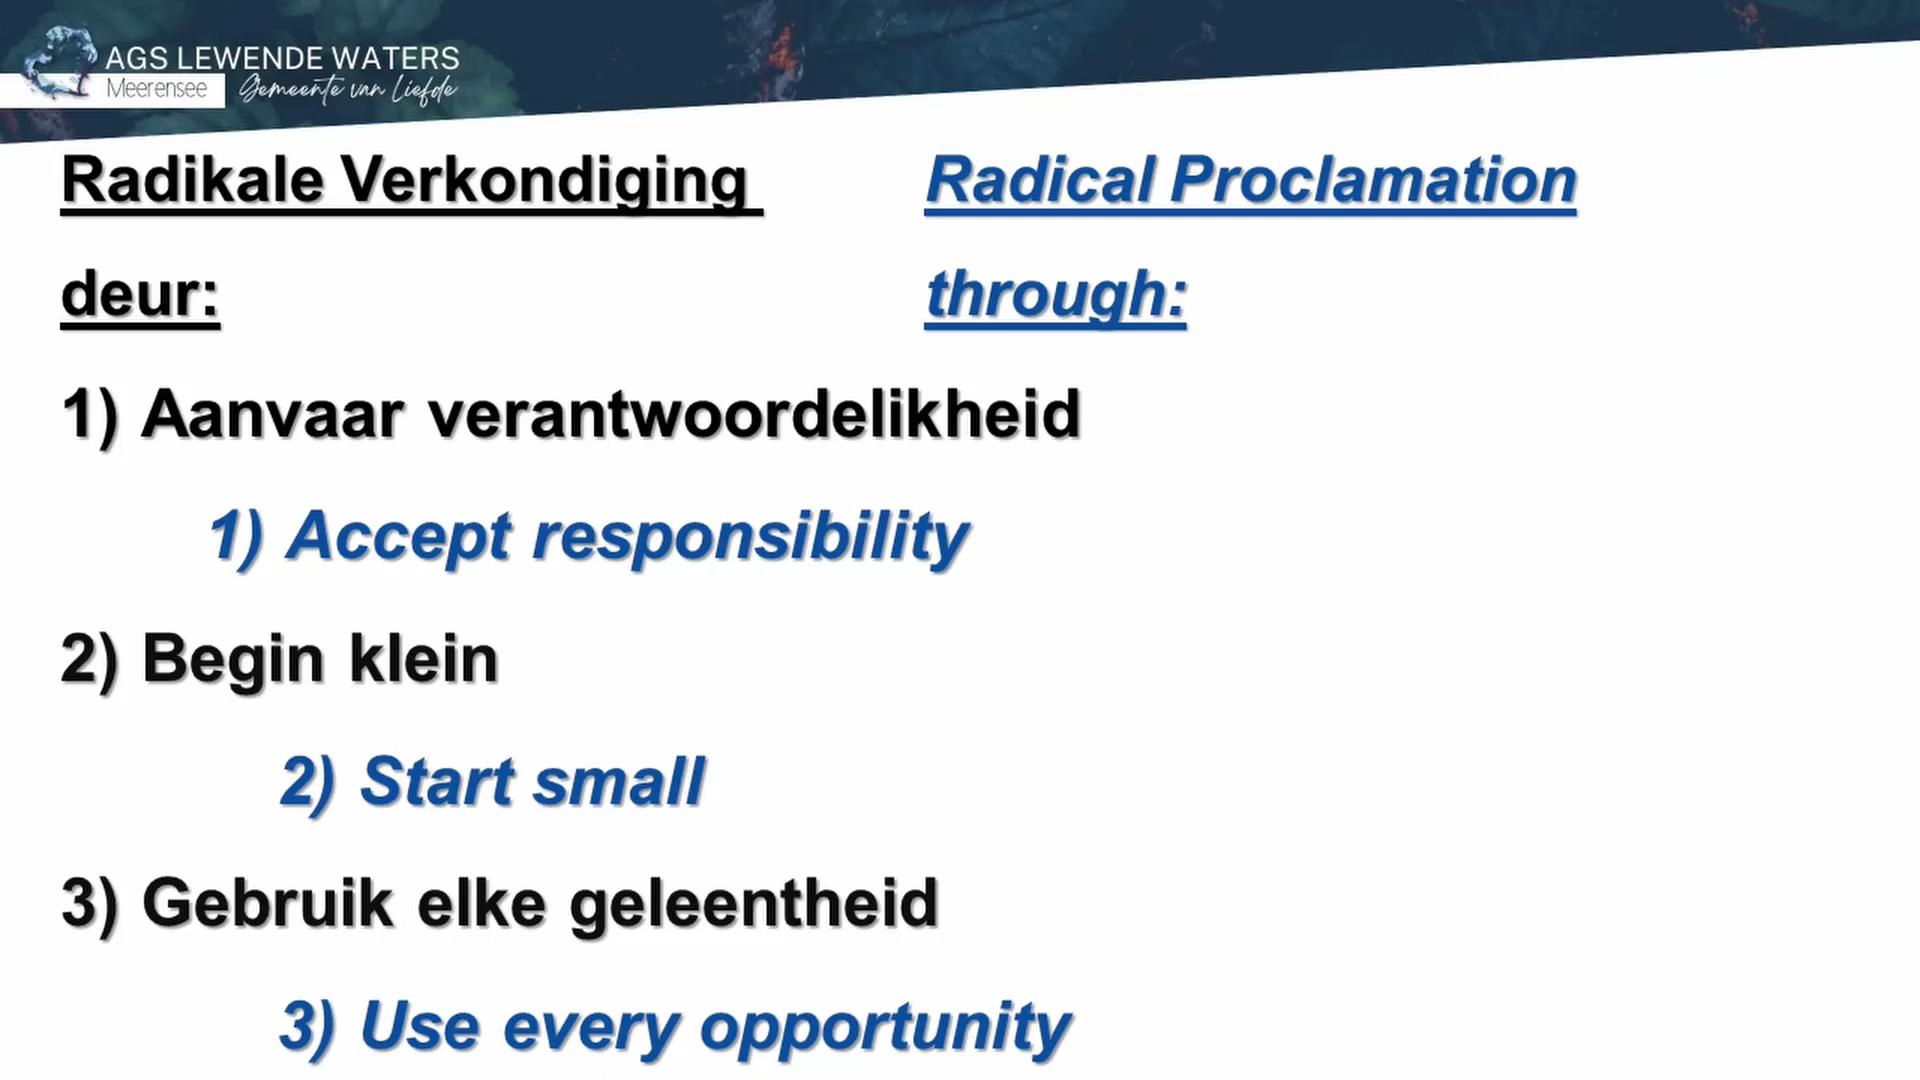 AGS LEWENDE WATERS
Meerensee Gemeente van Liefde
Radikale Verkondiging Radical Proclamation
deur: through:
1) Aanvaar verantwoordelikheid
1) Accept responsibility
2) Begin klein
2) Start small
3) Gebruik elke geleentheid
3) Use every opportunity